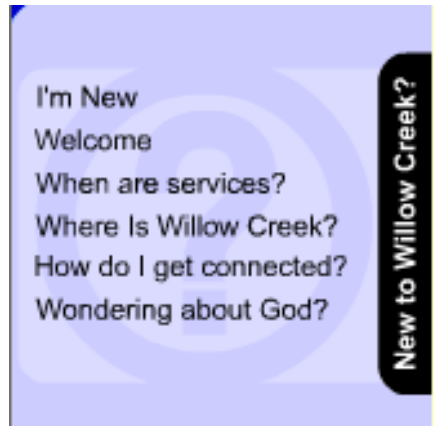 I'm New
Welcome
When are services?
Where Is Willow Creek?
How do I get connected?
Wondering about God?
New to Willow Creek?